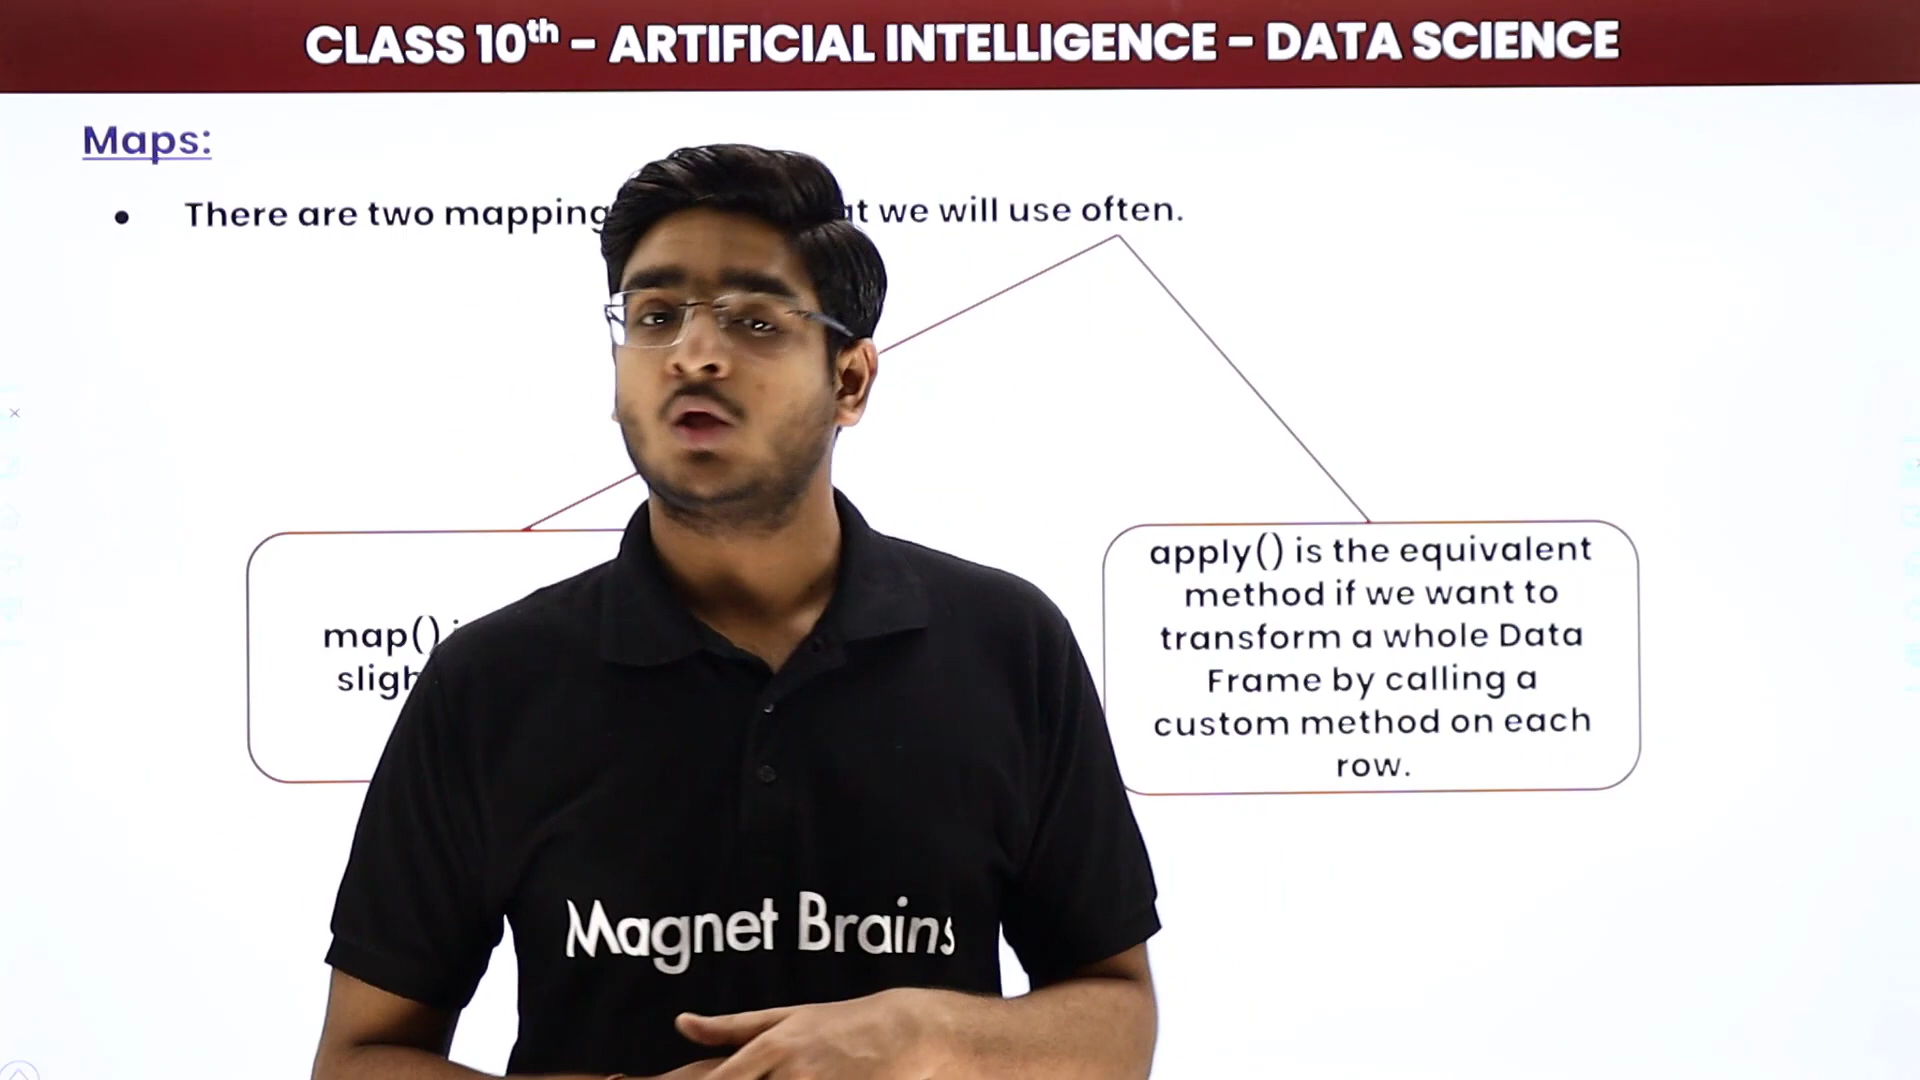 CLASS 10th - ARTIFICIAL INTELLIGENCE - DATA SCIENCE
Maps:
• There are two mapping we will use often.
map()
apply() is the equivalent
method if we want to
transform a whole Data
Frame by calling a
custom method on each
row.
Magnet Brains